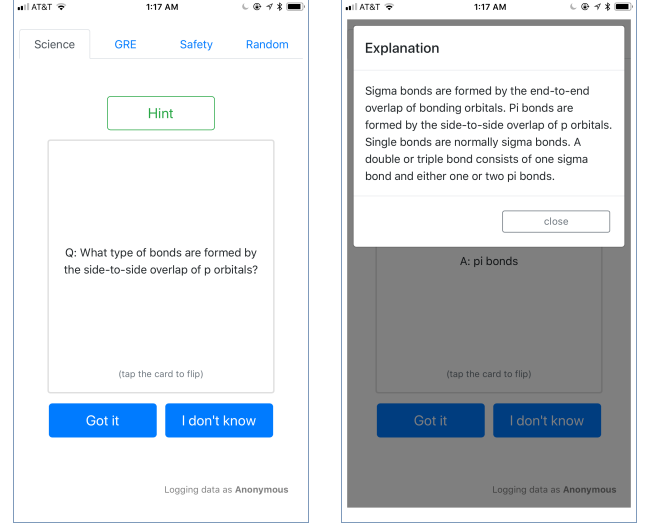 AT&T 1:17 AM
Science GRE Safety Random
Hint
Q: What type of bonds are formed by
the side-to-side overlap of p orbitals?
(tap the card to flip)
Got it I don't know
Logging data as Anonymous
AT&T 1:17 AM
Explanation
Sigma bonds are formed by the end-to-end
overlap of bonding orbitals. Pi bonds are
formed by the side-to-side overlap of p orbitals.
Single bonds are normally sigma bonds. A
double or triple bond consists of one sigma
bond and either one or two pi bonds.
close
A: pi bonds
(tap the card to flip)
Got it I don't know
Logging data as Anonymous